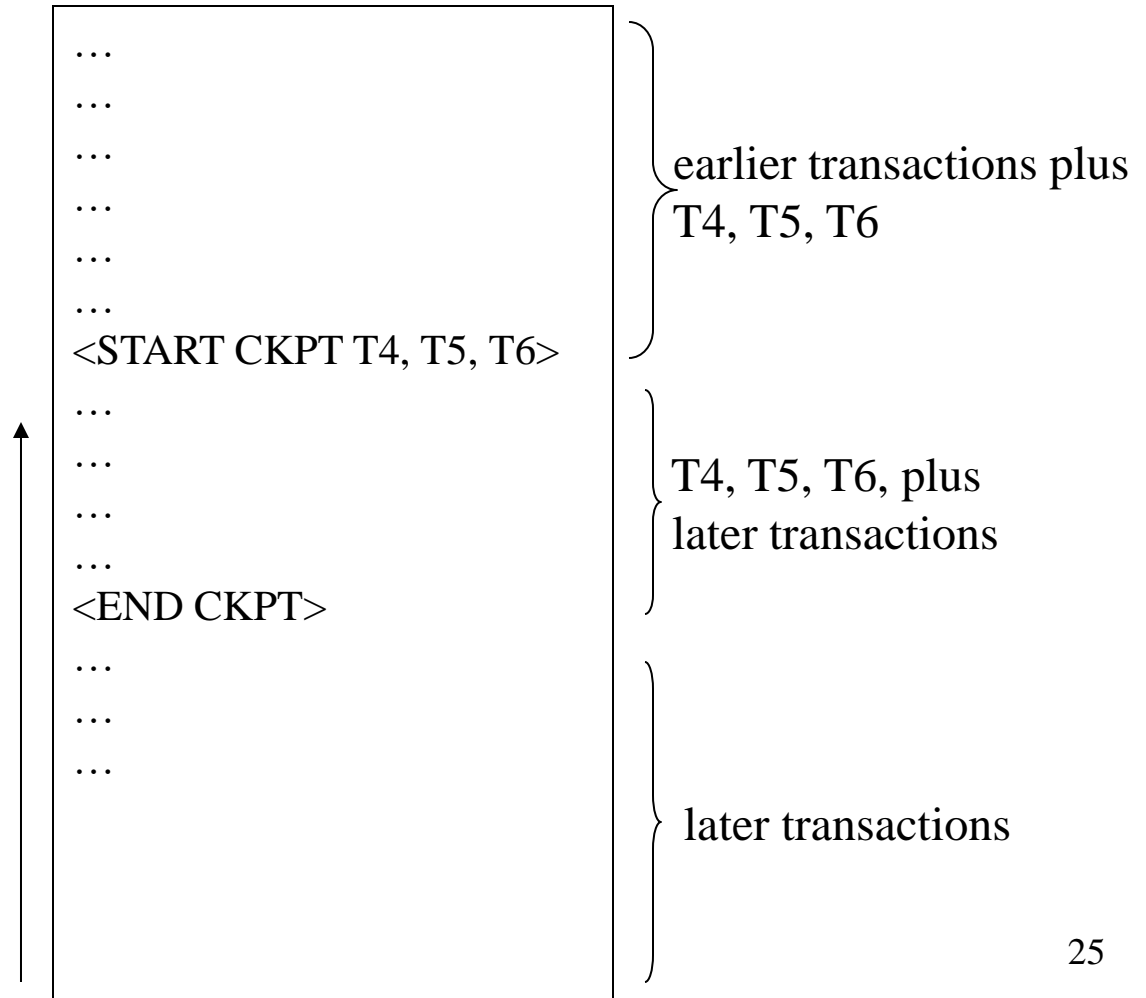 …
…
…
…
…
…
<START CKPT T4, T5, T6>
…
…
…
…
<END CKPT>
…
…
…
earlier transactions plus
T4, T5, T6
T4, T5, T6, plus
later transactions
later transactions
25